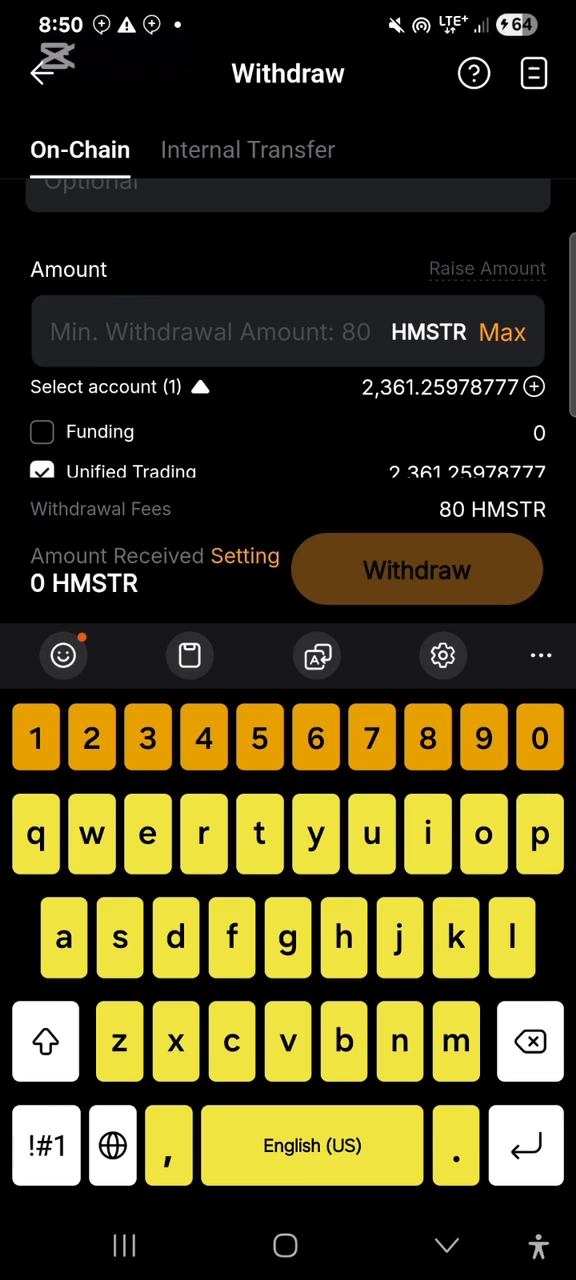 8:50 LTE+ 64
Withdraw
On-Chain Internal Transfer
Optional
Amount Raise Amount
Min. Withdrawal Amount: 80 HMSTR Max
Select account (1) 2,361.25978777
Funding 0
Unified Trading 2,361.25978777
Withdrawal Fees 80 HMSTR
Amount Received Setting
0 HMSTR
Withdraw
1 2 3 4 5 6 7 8 9 0
q w e r t y u i o p
a s d f g h j k l
z x c v b n m
!#1 , English (US) .